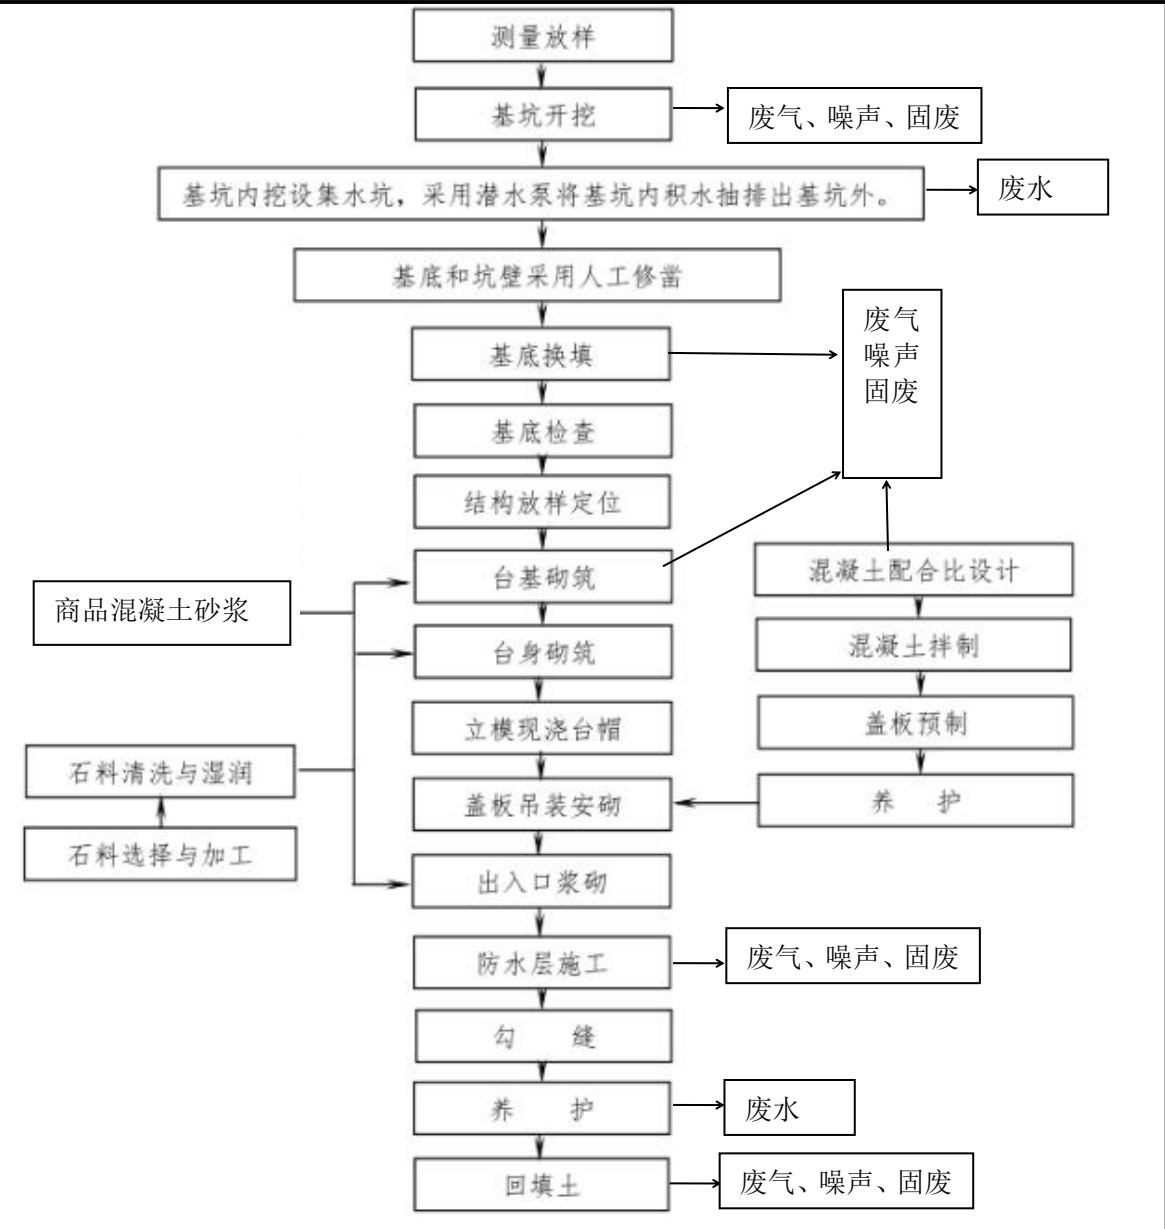 测量放样
基坑开挖
废气、噪声、固废
基坑内挖设集水坑，采用潜水泵将基坑内积水抽排出基坑外。
废水
基底和坑壁采用人工修凿
基底换填
废气
噪声
固废
基底检查
结构放样定位
台基砌筑
混凝土配合比设计
商品混凝土砂浆
台身砌筑
混凝土拌制
立模现浇台帽
盖板预制
石料清洗与湿润
盖板吊装安砌
养 护
石料选择与加工
出入口浆砌
防水层施工
废气、噪声、固废
勾 缝
养 护
废水
回填土
废气、噪声、固废